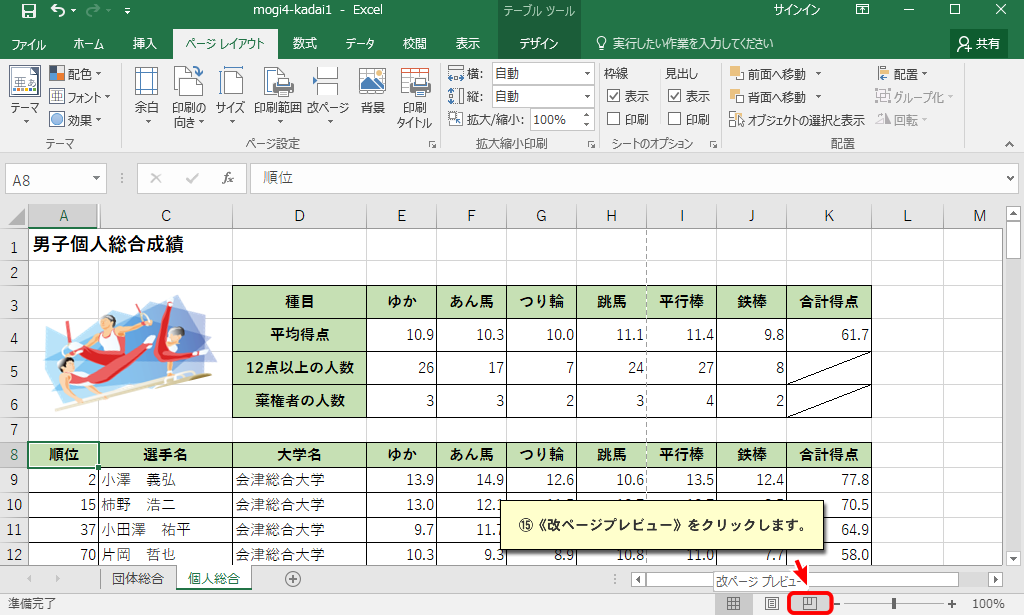 mogi4-kadai1 - Excel
テーブル ツール
サインイン
ファイル ホーム 挿入 ページ レイアウト 数式 データ 校閲 表示 デザイン 実行したい作業を入力してください 共有
テーマ
配色
フォント
効果
テーマ
余白
印刷の向き
サイズ
印刷範囲
改ページ
背景
印刷タイトル
ページ設定
横: 自動
縦: 自動
拡大/縮小: 100%
拡大縮小印刷
枠線 見出し
表示 表示
印刷 印刷
シートのオプション
前面へ移動
背面へ移動
オブジェクトの選択と表示
配置
グループ化
回転
配置
A8 fx 順位
A C D E F G H I J K L M
1 男子個人総合成績
2
3 種目 ゆか あん馬 つり輪 跳馬 平行棒 鉄棒 合計得点
4 平均得点 10.9 10.3 10.0 11.1 11.4 9.8 61.7
5 12点以上の人数 26 17 7 24 27 8
6 棄権者の人数 3 3 2 3 4 2
7
8 順位 選手名 大学名 ゆか あん馬 つり輪 跳馬 平行棒 鉄棒 合計得点
9 2 小澤 義弘 会津総合大学 13.9 14.9 12.6 10.6 13.5 12.4 77.8
10 15 柿野 浩二 会津総合大学 13.0 12.1 70.5
11 37 小田澤 祐平 会津総合大学 9.7 11.7 64.9
12 70 片岡 哲也 会津総合大学 10.3 9.3 8.9 10.8 11.0 7.7 58.0
⑮《改ページプレビュー》をクリックします。
団体総合 個人総合
改ページ プレビュー
準備完了 100%